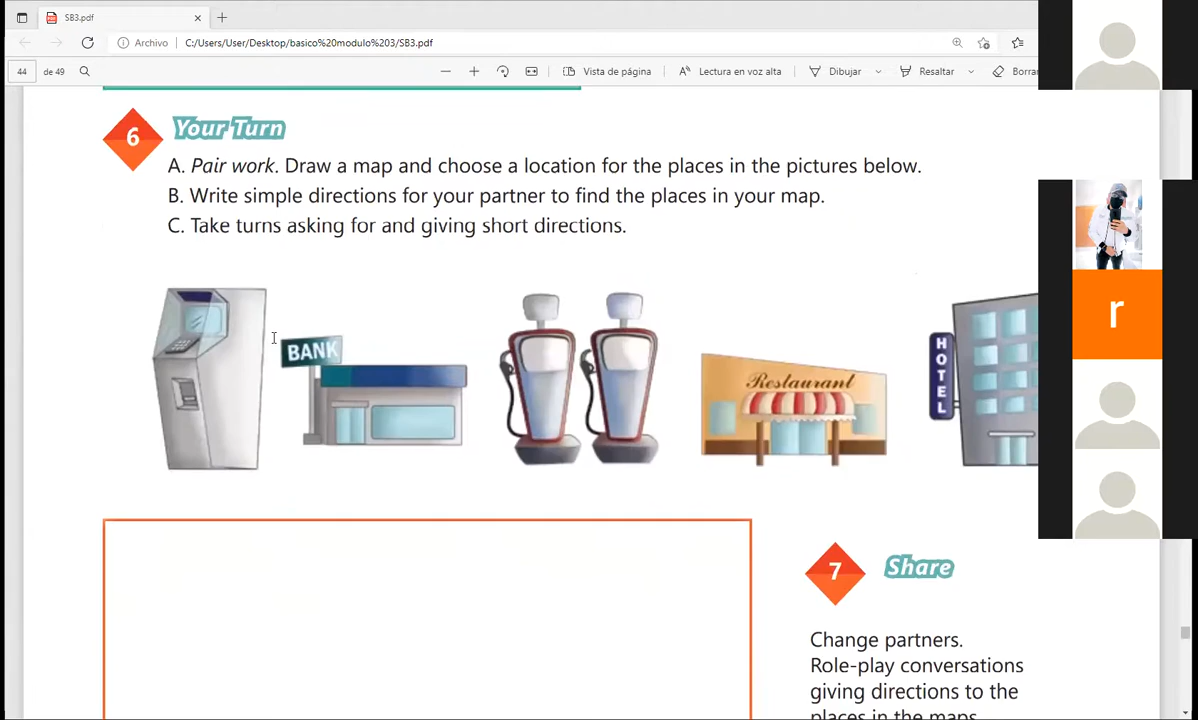 SB3.pdf
Archivo C:/Users/User/Desktop/basico%20modulo%203/SB3.pdf
44 de 49 Vista de página Lectura en voz alta Dibujar Resaltar Borrar
6 Your Turn
A. Pair work. Draw a map and choose a location for the places in the pictures below.
B. Write simple directions for your partner to find the places in your map.
C. Take turns asking for and giving short directions.
BANK
Restaurant
HOTEL
r
7 Share
Change partners.
Role-play conversations
giving directions to the
places in the maps